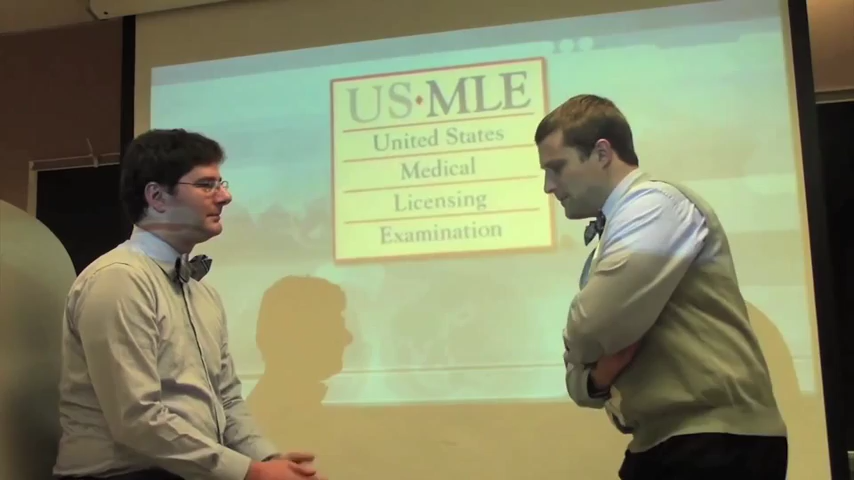 US♦MLE
United States
Medical
Licensing
Examination